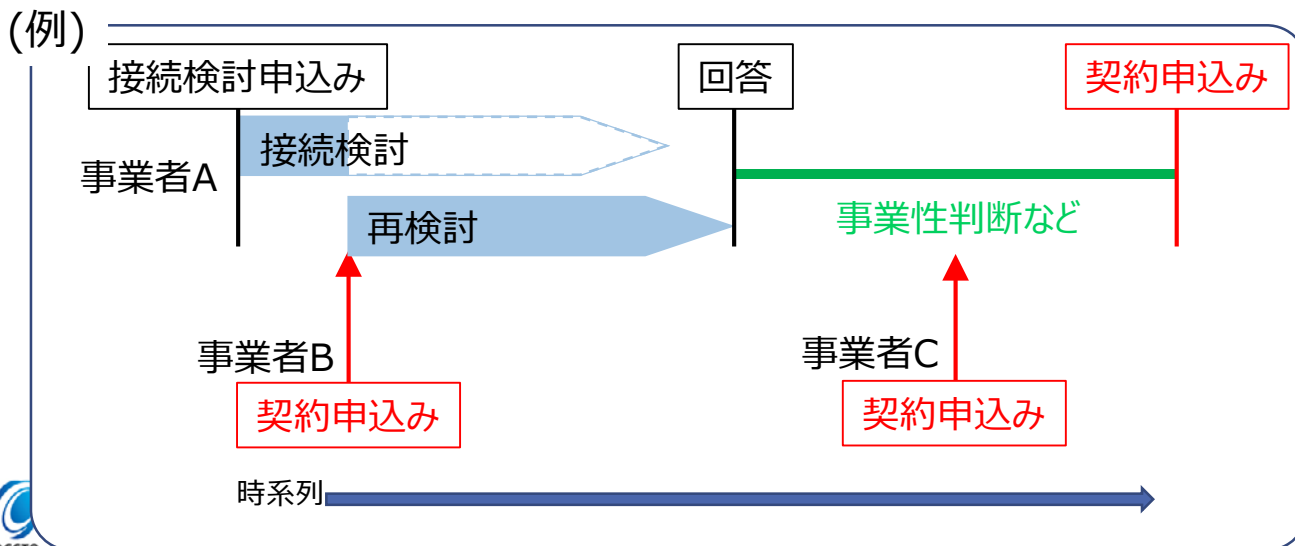 (例)
接続検討申込み
回答
契約申込み
接続検討
事業者A
再検討
事業性判断など
事業者B
事業者C
契約申込み
契約申込み
時系列